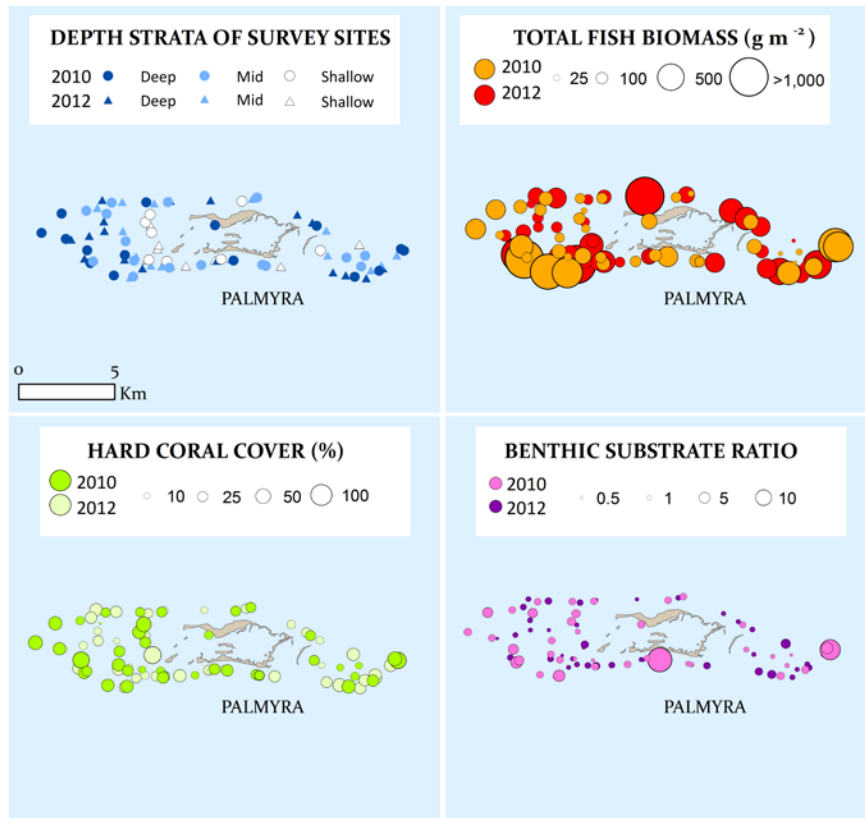 DEPTH STRATA OF SURVEY SITES
2010 Deep Mid Shallow
2012 Deep Mid Shallow
PALMYRA
0 5
Km
TOTAL FISH BIOMASS (g m⁻²)
2010
2012
25 100 500 >1,000
PALMYRA
HARD CORAL COVER (%)
2010
2012
10 25 50 100
PALMYRA
BENTHIC SUBSTRATE RATIO
2010
2012
0.5 1 5 10
PALMYRA